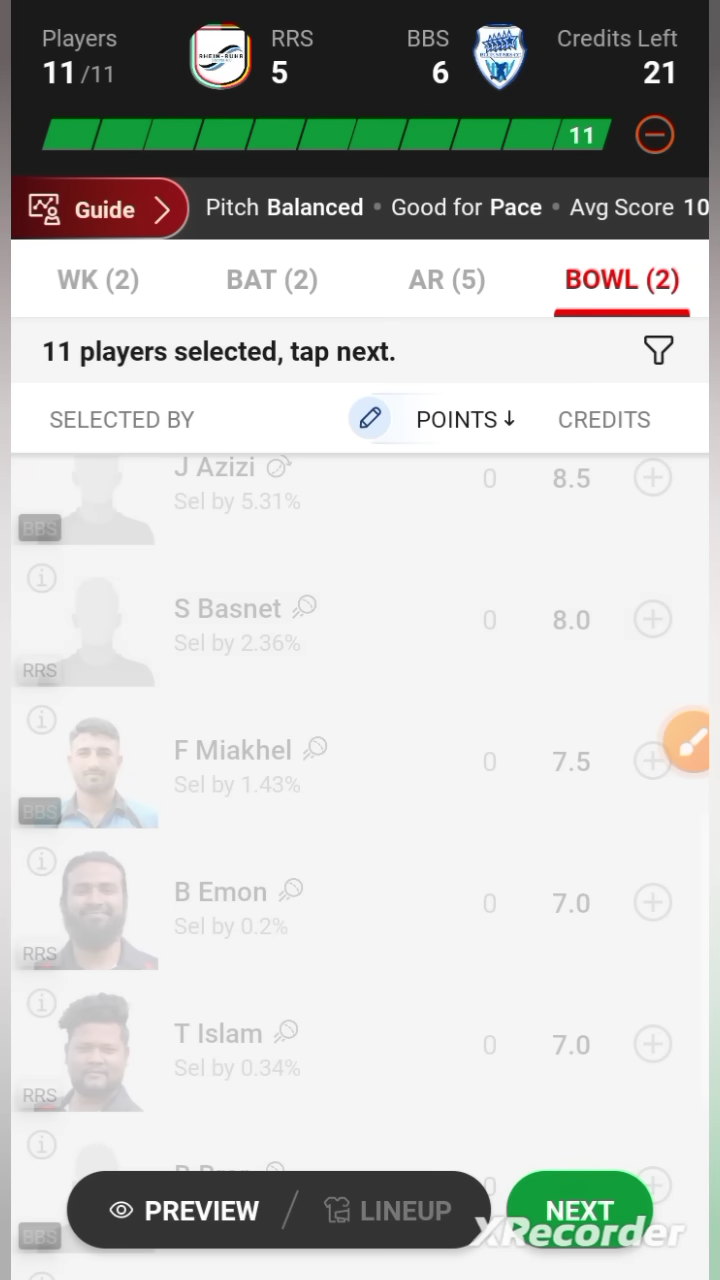 Players RRS BBS Credits Left
11/11 5 6 21
RHEIN-RUHR
11
Guide Pitch Balanced • Good for Pace • Avg Score 10
WK (2) BAT (2) AR (5) BOWL (2)
11 players selected, tap next.
SELECTED BY POINTS↓ CREDITS
J Azizi
Sel by 5.31% 0 8.5
BBS
S Basnet
Sel by 2.36% 0 8.0
RRS
F Miakhel
Sel by 1.43% 0 7.5
BBS
B Emon
Sel by 0.2% 0 7.0
RRS
T Islam
Sel by 0.34% 0 7.0
RRS
0
PREVIEW / LINEUP NEXT
BBS
XRecorder